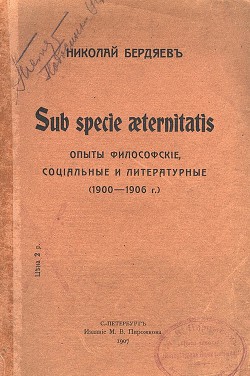 НИКОЛАЙ БЕРДЯЕВЪ
Sub specie æternitatis
ОПЫТЫ ФИЛОСОФСКІЕ,
СОЦІАЛЬНЫЕ И ЛИТЕРАТУРНЫЕ
(1900—1906 г.)
Цѣна 2 р.
С.-ПЕТЕРБУРГЪ
Изданіе М. В. Пирожкова
1907